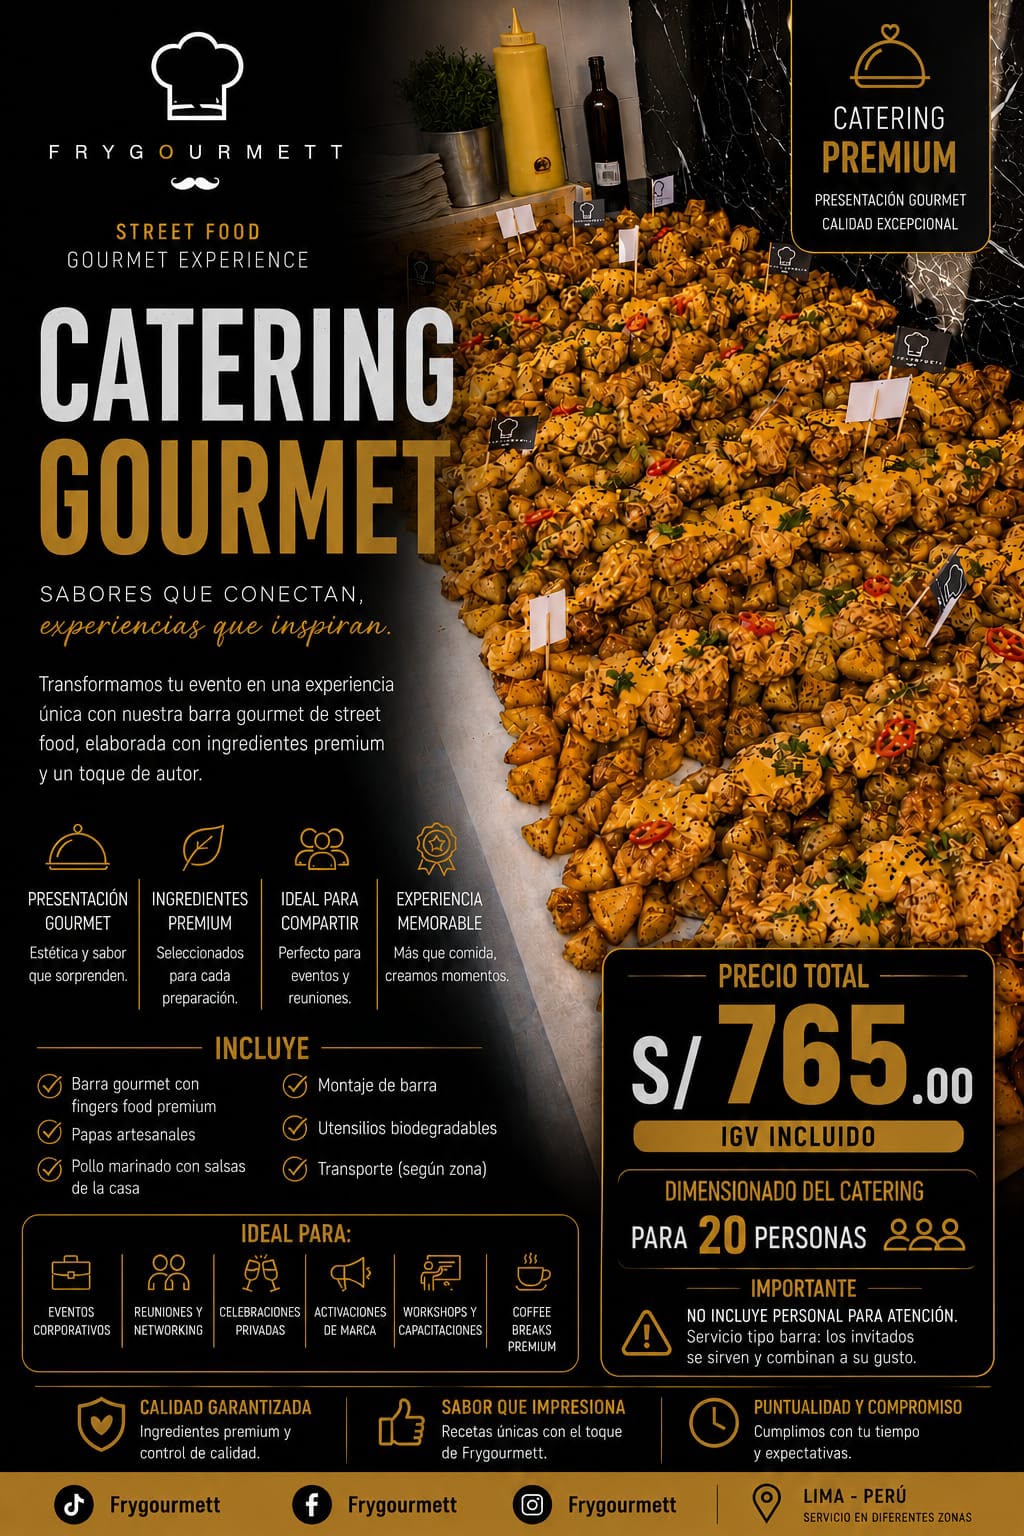 FRYGOURMETT
STREET FOOD
GOURMET EXPERIENCE
CATERING
PREMIUM
PRESENTACIÓN GOURMET
CALIDAD EXCEPCIONAL
CATERING
GOURMET
SABORES QUE CONECTAN,
experiencias que inspiran.
Transformamos tu evento en una experiencia
única con nuestra barra gourmet de street
food, elaborada con ingredientes premium
y un toque de autor.
PRESENTACIÓN
GOURMET
Estética y sabor
que sorprenden.
INGREDIENTES
PREMIUM
Seleccionados
para cada
preparación.
IDEAL PARA
COMPARTIR
Perfecto para
eventos y
reuniones.
EXPERIENCIA
MEMORABLE
Más que comida,
creamos momentos.
INCLUYE
Barra gourmet con
fingers food premium
Papas artesanales
Pollo marinado con salsas
de la casa
Montaje de barra
Utensilios biodegradables
Transporte (según zona)
PRECIO TOTAL
S/ 765.00
IGV INCLUIDO
DIMENSIONADO DEL CATERING
PARA 20 PERSONAS
IMPORTANTE
NO INCLUYE PERSONAL PARA ATENCIÓN.
Servicio tipo barra: los invitados
se sirven y combinan a su gusto.
IDEAL PARA:
EVENTOS
CORPORATIVOS
REUNIONES Y
NETWORKING
CELEBRACIONES
PRIVADAS
ACTIVACIONES
DE MARCA
WORKSHOPS Y
CAPACITACIONES
COFFEE
BREAKS
PREMIUM
CALIDAD GARANTIZADA
Ingredientes premium y
control de calidad.
SABOR QUE IMPRESIONA
Recetas únicas con el toque
de Frygourmett.
PUNTUALIDAD Y COMPROMISO
Cumplimos con tu tiempo
y expectativas.
Frygourmett
Frygourmett
Frygourmett
LIMA - PERÚ
SERVICIO EN DIFERENTES ZONAS